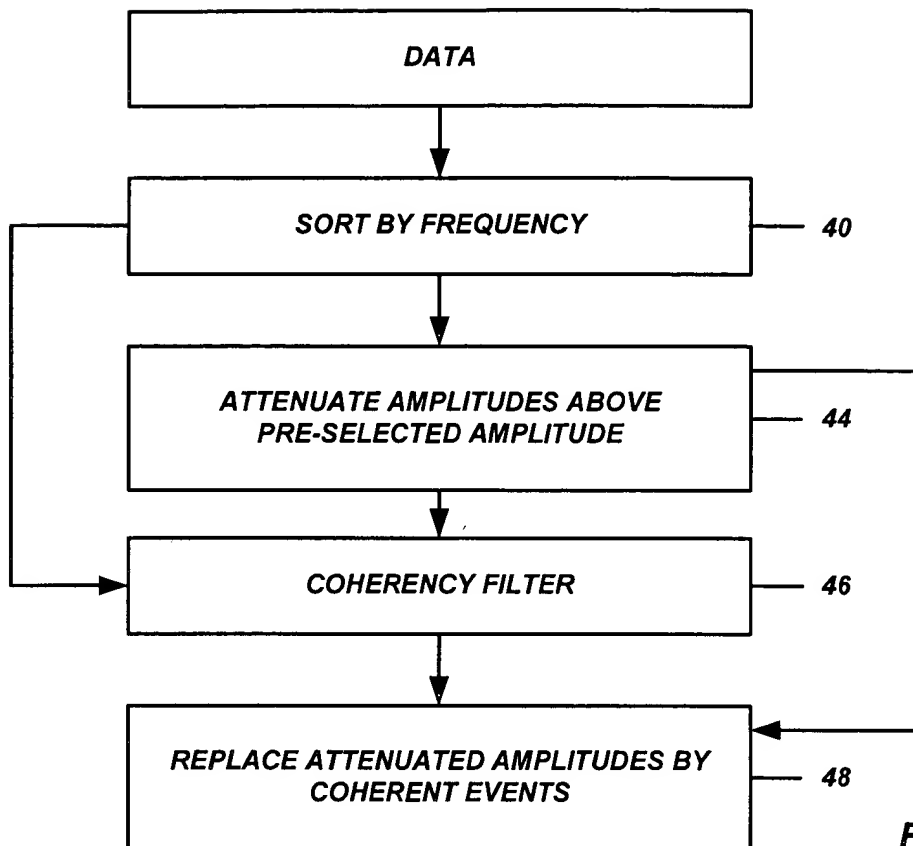 DATA
SORT BY FREQUENCY
40
ATTENUATE AMPLITUDES ABOVE
PRE-SELECTED AMPLITUDE
44
COHERENCY FILTER
46
REPLACE ATTENUATED AMPLITUDES BY
COHERENT EVENTS
48